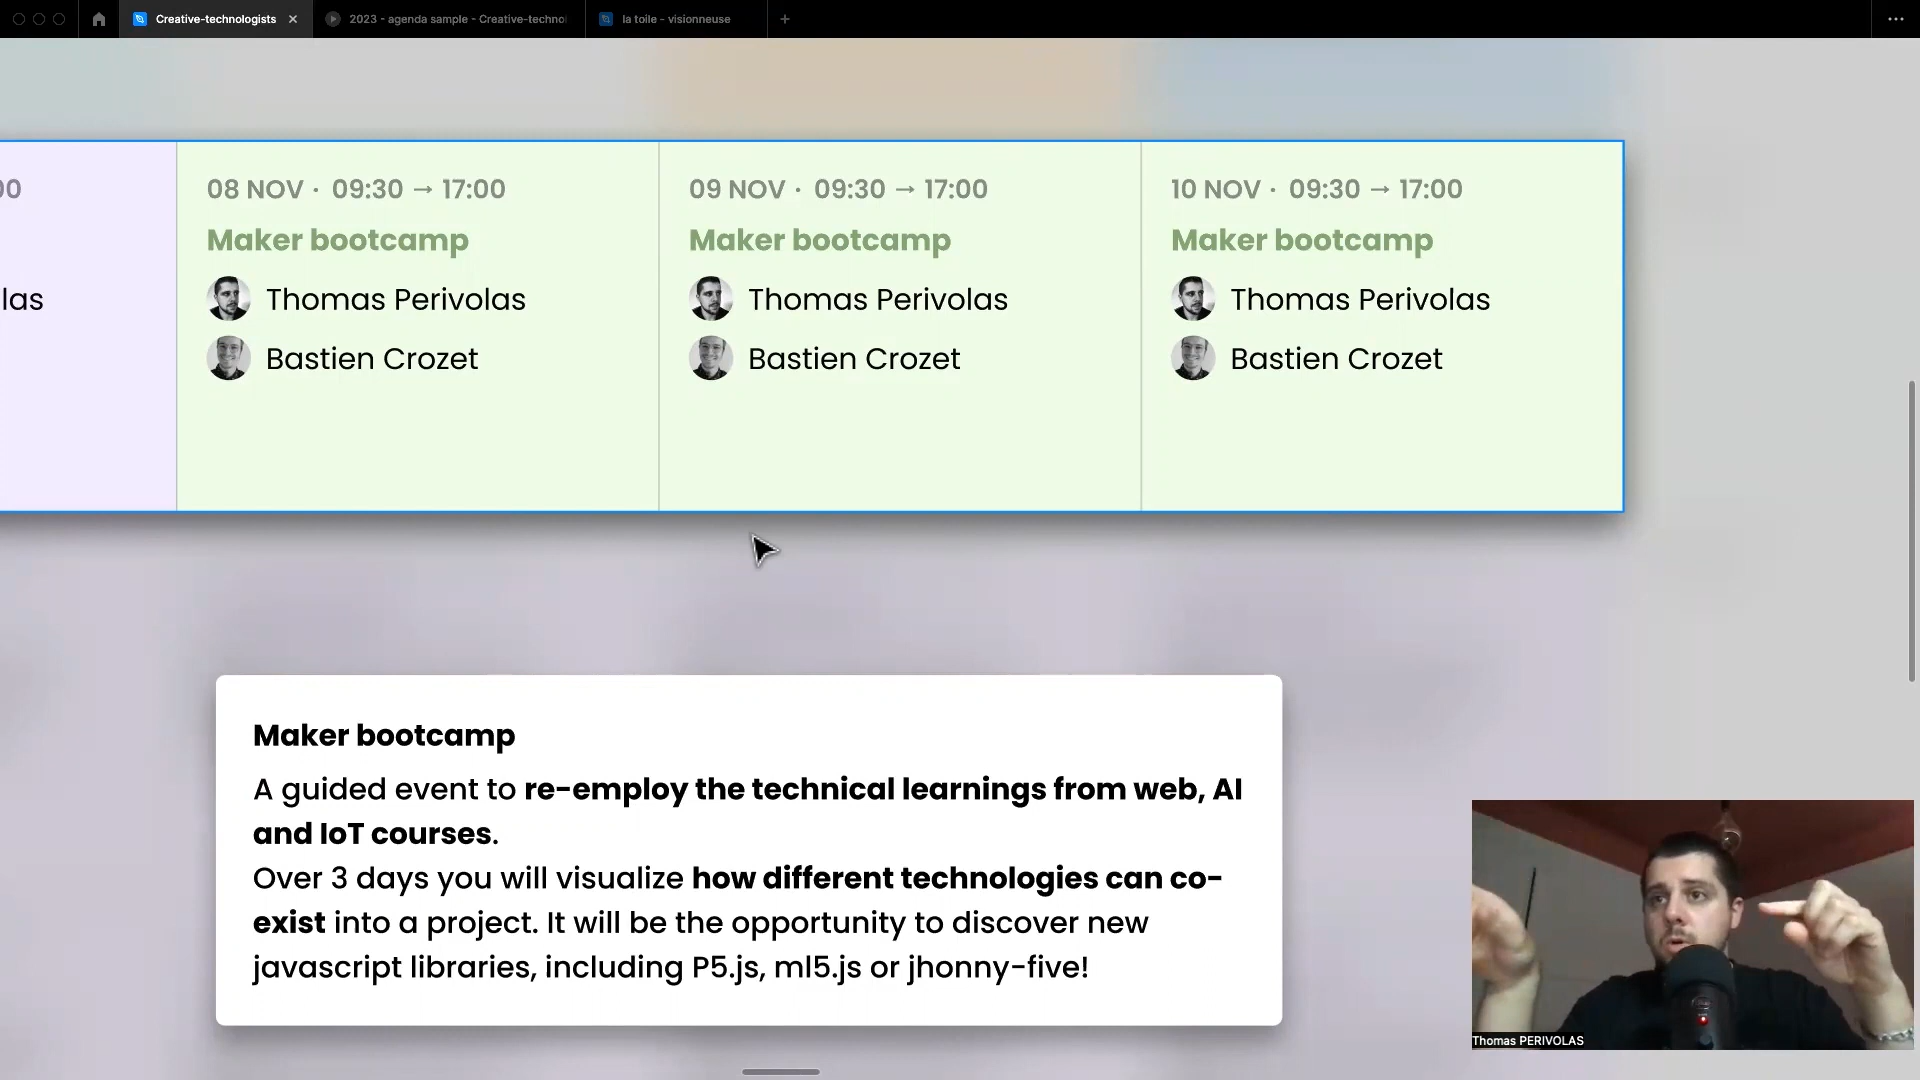 Creative-technologists
2023 - agenda sample - Creative-techno
la toile - visionneuse
00
las
08 NOV · 09:30 → 17:00
Maker bootcamp
Thomas Perivolas
Bastien Crozet
09 NOV · 09:30 → 17:00
Maker bootcamp
Thomas Perivolas
Bastien Crozet
10 NOV · 09:30 → 17:00
Maker bootcamp
Thomas Perivolas
Bastien Crozet
Maker bootcamp
A guided event to re-employ the technical learnings from web, AI
and IoT courses.
Over 3 days you will visualize how different technologies can co-
exist into a project. It will be the opportunity to discover new
javascript libraries, including P5.js, ml5.js or jhonny-five!
Thomas PERIVOLAS